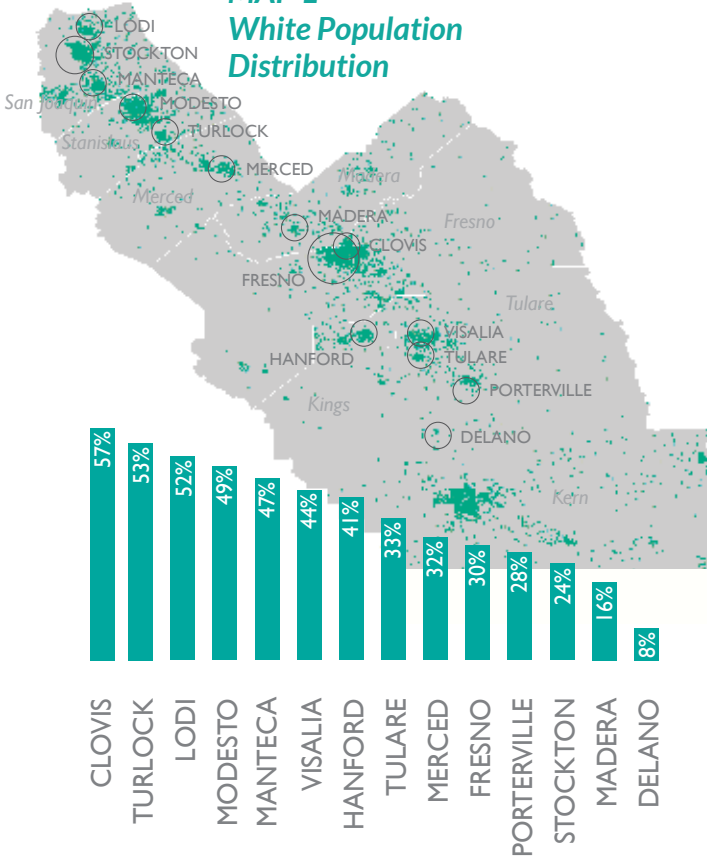 White Population
Distribution
LODI
STOCKTON
MANTECA
San Joaquin
MODESTO
TURLOCK
Stanislaus
MERCED
Merced
Madera
MADERA
Fresno
CLOVIS
FRESNO
Tulare
VISALIA
HANFORD
TULARE
PORTERVILLE
Kings
DELANO
Kern
57%
53%
52%
49%
47%
44%
41%
33%
32%
30%
28%
24%
16%
8%
CLOVIS
TURLOCK
LODI
MODESTO
MANTECA
VISALIA
HANFORD
TULARE
MERCED
FRESNO
PORTERVILLE
STOCKTON
MADERA
DELANO